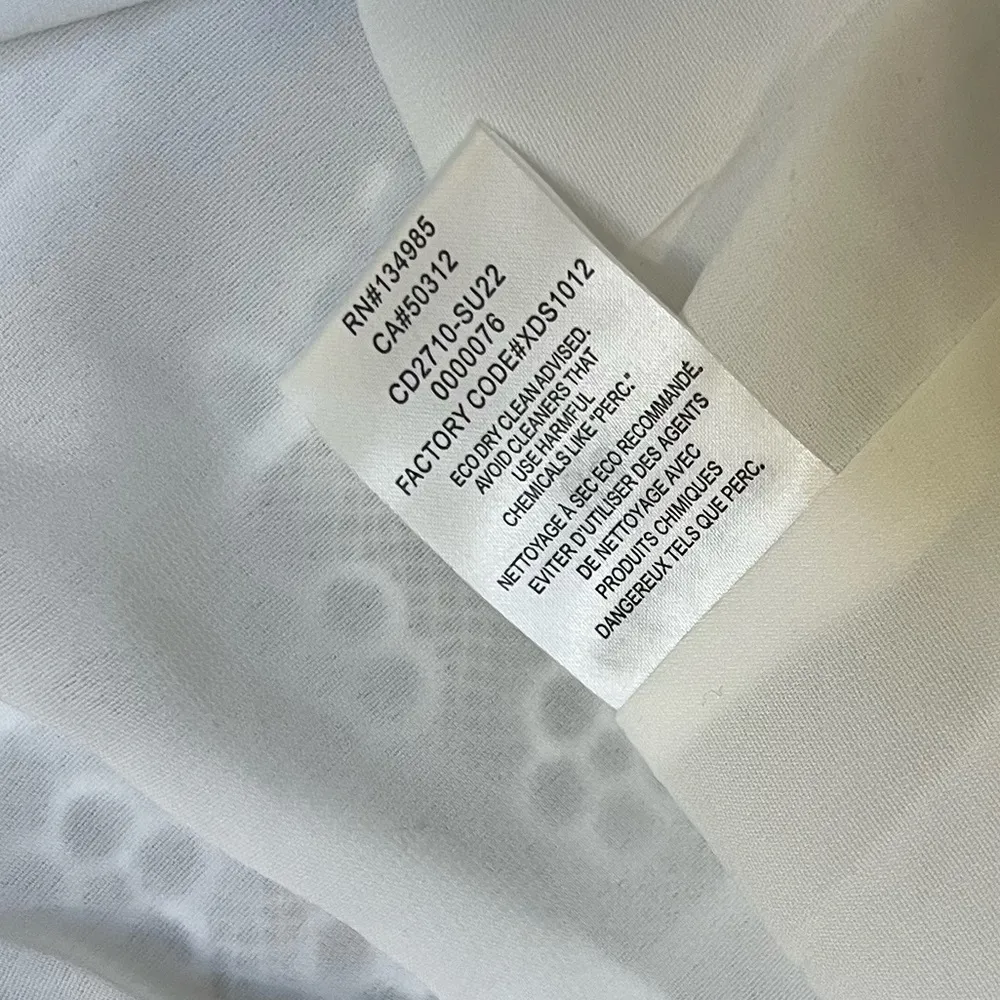 RN#134985
CA#50312
CD2710-SU22
0000076
FACTORY CODE#XDS1012
ECO DRY CLEAN ADVISED.
AVOID CLEANERS THAT
USE HARMFUL
CHEMICALS LIKE "PERC."
NETTOYAGE À SEC ECO RECOMMANDÉ.
EVITER D'UTILISER DES AGENTS
DE NETTOYAGE AVEC
PRODUITS CHIMIQUES
DANGEREUX TELS QUE PERC.